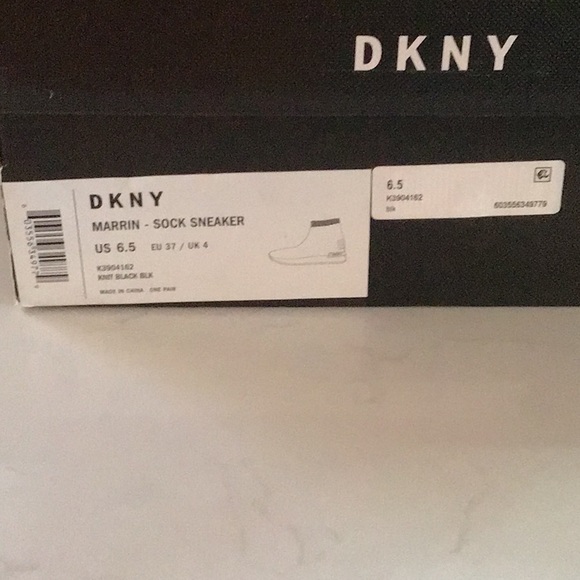 DKNY
DKNY
MARRIN - SOCK SNEAKER
US 6.5 EU 37 / UK 4
K3904162
KNIT BLACK BLK
MADE IN CHINA ONE PAIR
6.5
K3904162
blk
603556349779